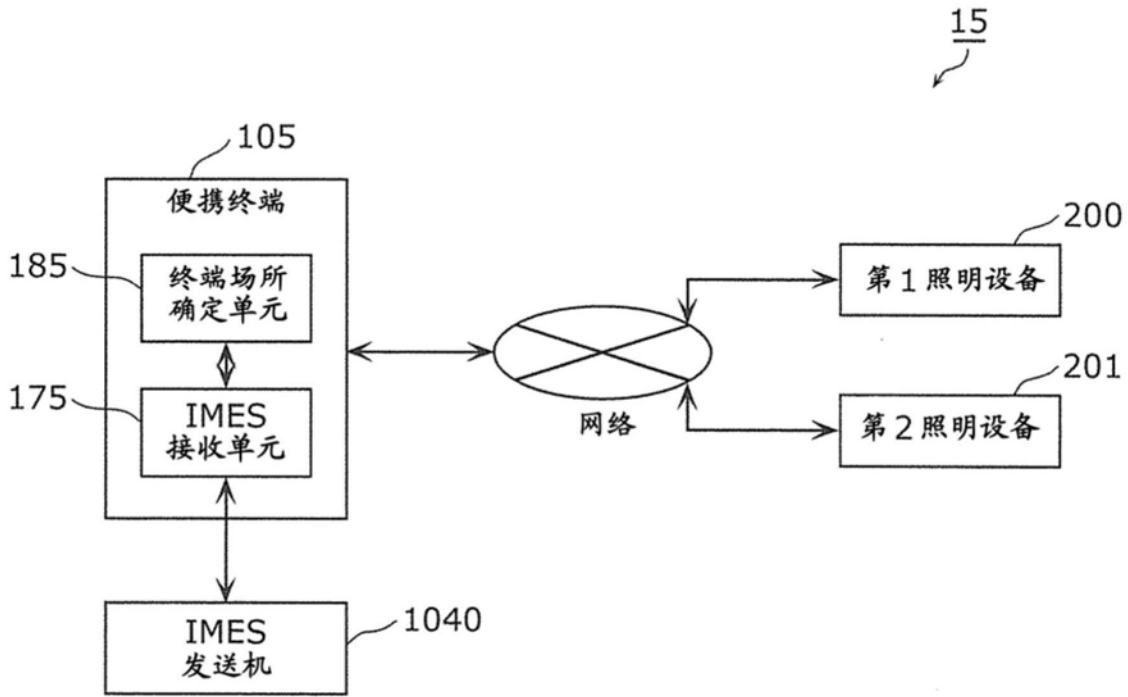 15
105
便携终端
185
终端场所
确定单元
175
IMES
接收单元
网络
200
第1照明设备
201
第2照明设备
IMES
发送机
1040